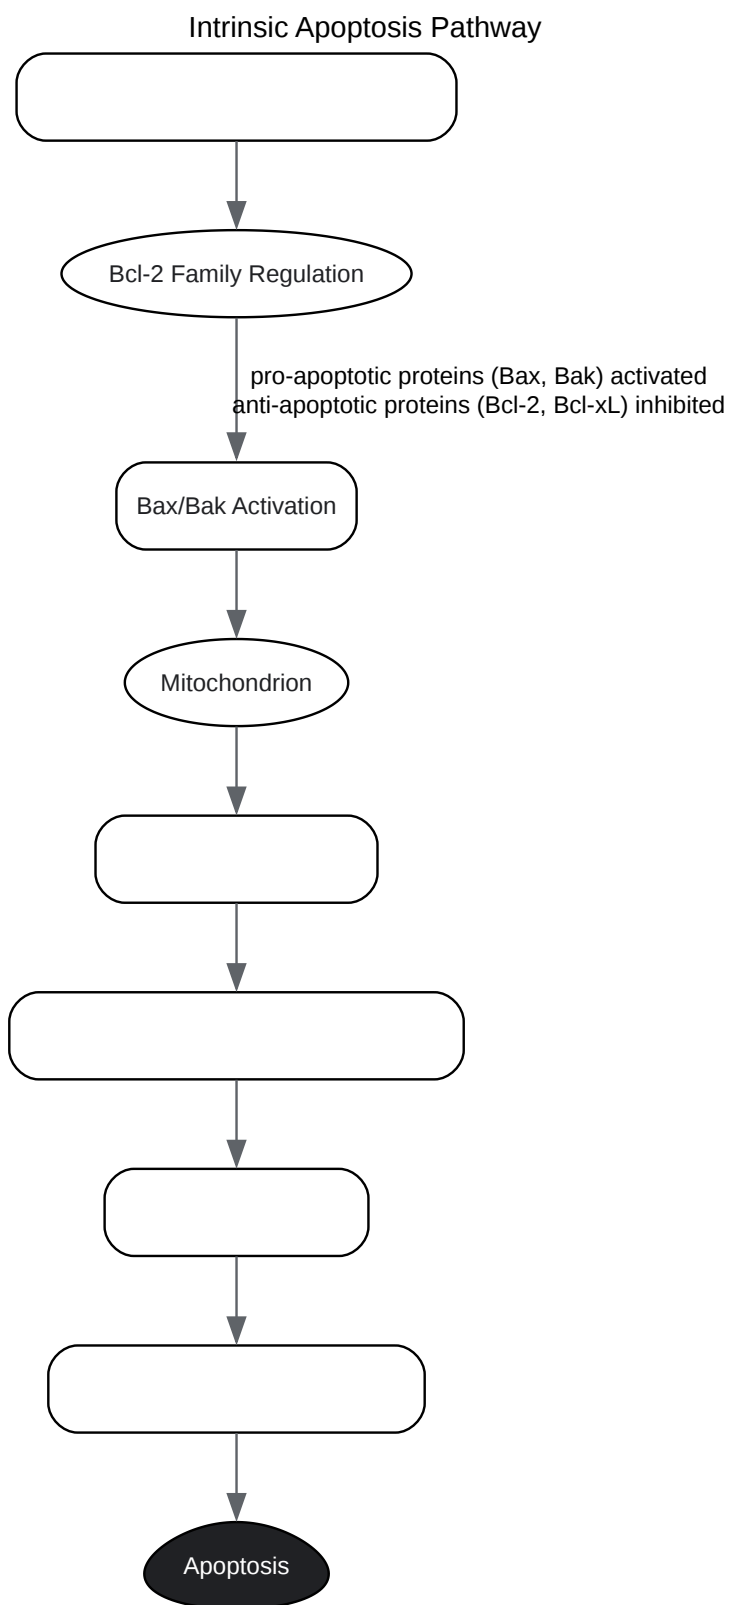 Intrinsic Apoptosis Pathway
Bcl-2 Family Regulation
pro-apoptotic proteins (Bax, Bak) activated
anti-apoptotic proteins (Bcl-2, Bcl-xL) inhibited
Bax/Bak Activation
Mitochondrion
Apoptosis